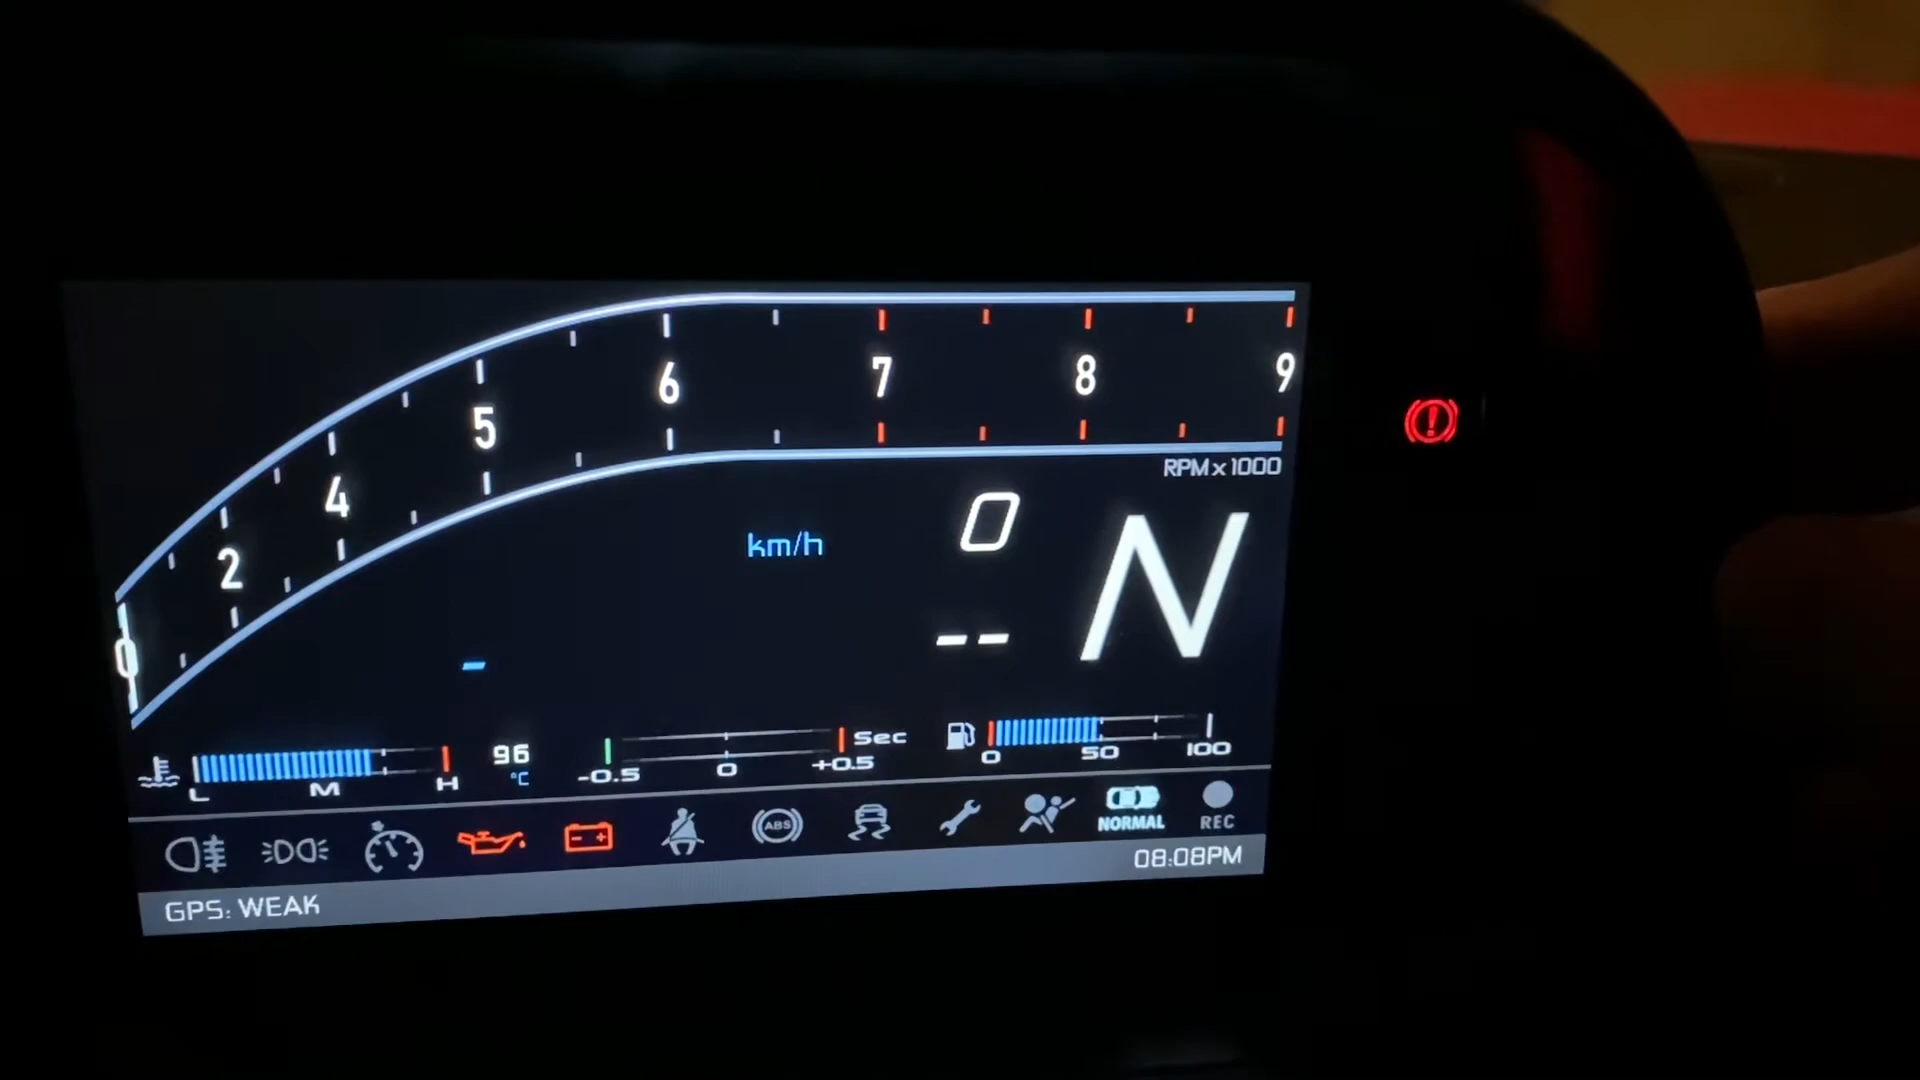 0 2 4 5 6 7 8 9
RPM x 1000
km/h
0
--
N
-
L M H
96
°C
-0.5 0 +0.5
Sec
0 50 100
ABS
NORMAL
REC
08:08PM
GPS: WEAK